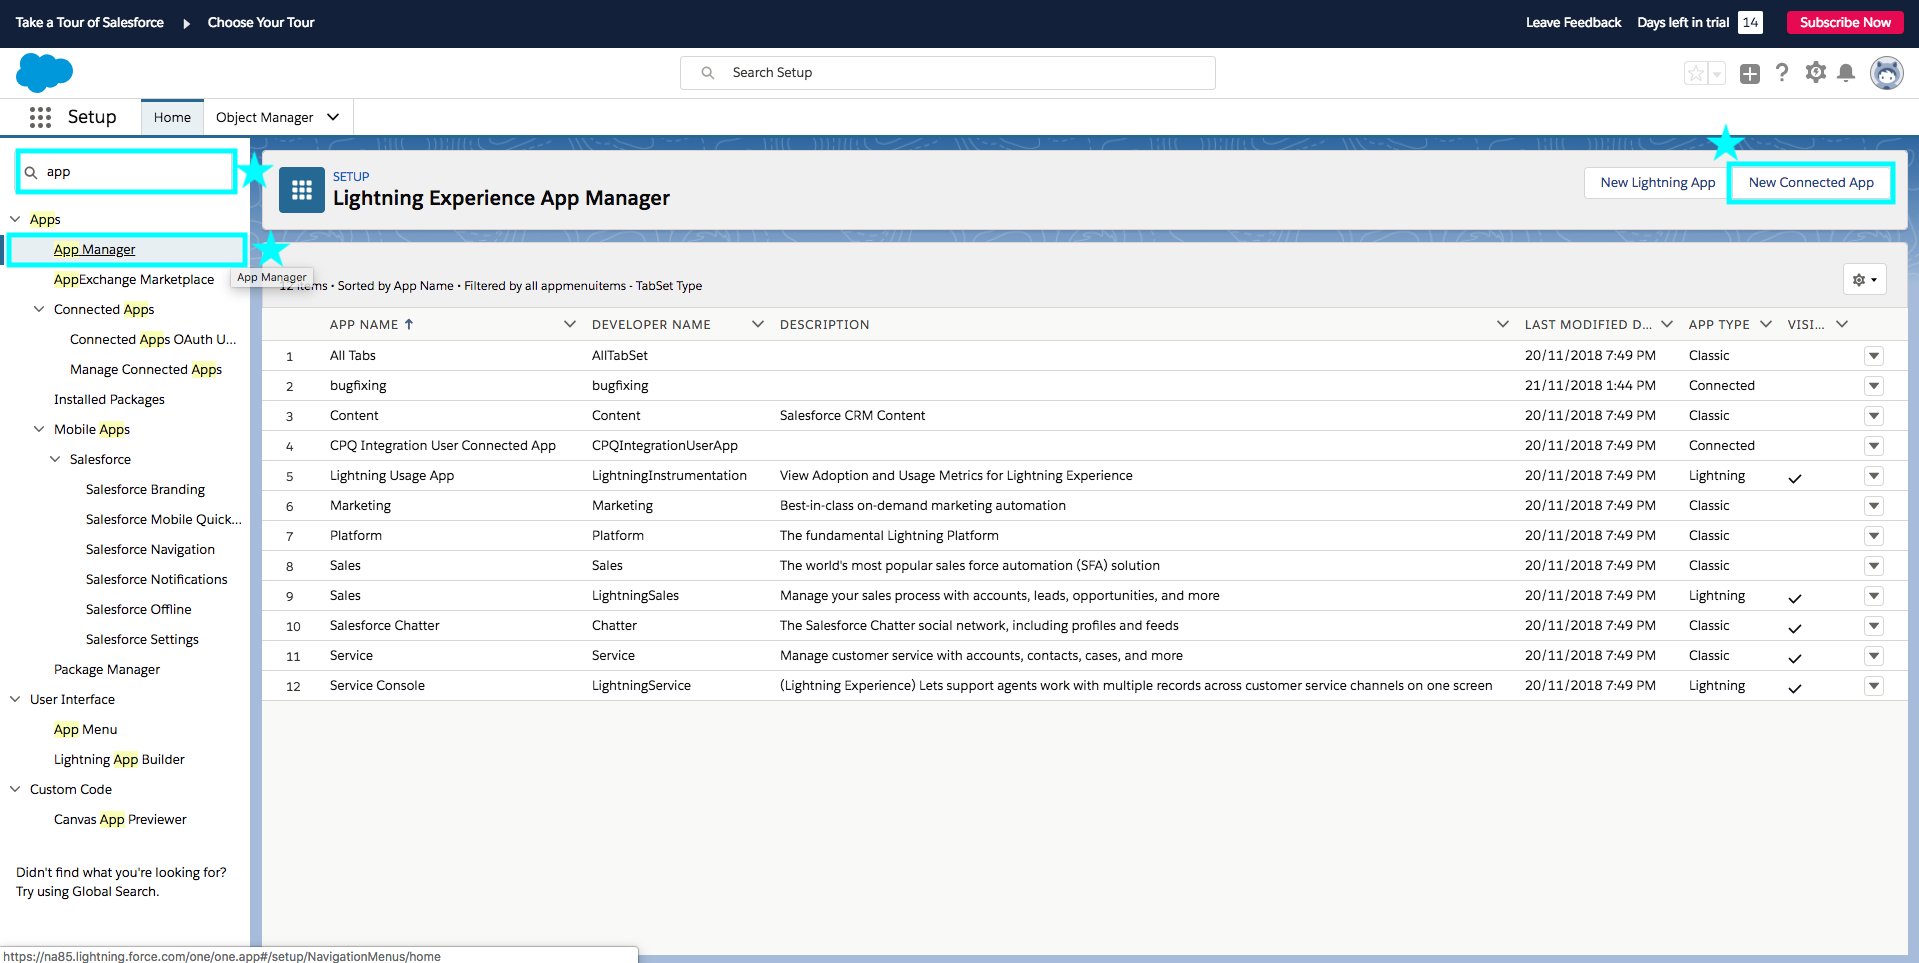 Take a Tour of Salesforce Choose Your Tour Leave Feedback Days left in trial 14 Subscribe Now
Search Setup
Setup Home Object Manager
app
Apps
App Manager
AppExchange Marketplace
Connected Apps
Connected Apps OAuth U...
Manage Connected Apps
Installed Packages
Mobile Apps
Salesforce
Salesforce Branding
Salesforce Mobile Quick...
Salesforce Navigation
Salesforce Notifications
Salesforce Offline
Salesforce Settings
Package Manager
User Interface
App Menu
Lightning App Builder
Custom Code
Canvas App Previewer
Didn't find what you're looking for?
Try using Global Search.
SETUP
Lightning Experience App Manager
New Lightning App New Connected App
App Manager
12 items • Sorted by App Name • Filtered by all appmenuitems - TabSet Type
APP NAME ↑ DEVELOPER NAME DESCRIPTION LAST MODIFIED D... APP TYPE VISI...
1 All Tabs AllTabSet 20/11/2018 7:49 PM Classic
2 bugfixing bugfixing 21/11/2018 1:44 PM Connected
3 Content Content Salesforce CRM Content 20/11/2018 7:49 PM Classic
4 CPQ Integration User Connected App CPQIntegrationUserApp 20/11/2018 7:49 PM Connected
5 Lightning Usage App LightningInstrumentation View Adoption and Usage Metrics for Lightning Experience 20/11/2018 7:49 PM Lightning
6 Marketing Marketing Best-in-class on-demand marketing automation 20/11/2018 7:49 PM Classic
7 Platform Platform The fundamental Lightning Platform 20/11/2018 7:49 PM Classic
8 Sales Sales The world's most popular sales force automation (SFA) solution 20/11/2018 7:49 PM Classic
9 Sales LightningSales Manage your sales process with accounts, leads, opportunities, and more 20/11/2018 7:49 PM Lightning
10 Salesforce Chatter Chatter The Salesforce Chatter social network, including profiles and feeds 20/11/2018 7:49 PM Classic
11 Service Service Manage customer service with accounts, contacts, cases, and more 20/11/2018 7:49 PM Classic
12 Service Console LightningService (Lightning Experience) Lets support agents work with multiple records across customer service channels on one screen 20/11/2018 7:49 PM Lightning
https://na85.lightning.force.com/one/one.app#/setup/NavigationMenus/home